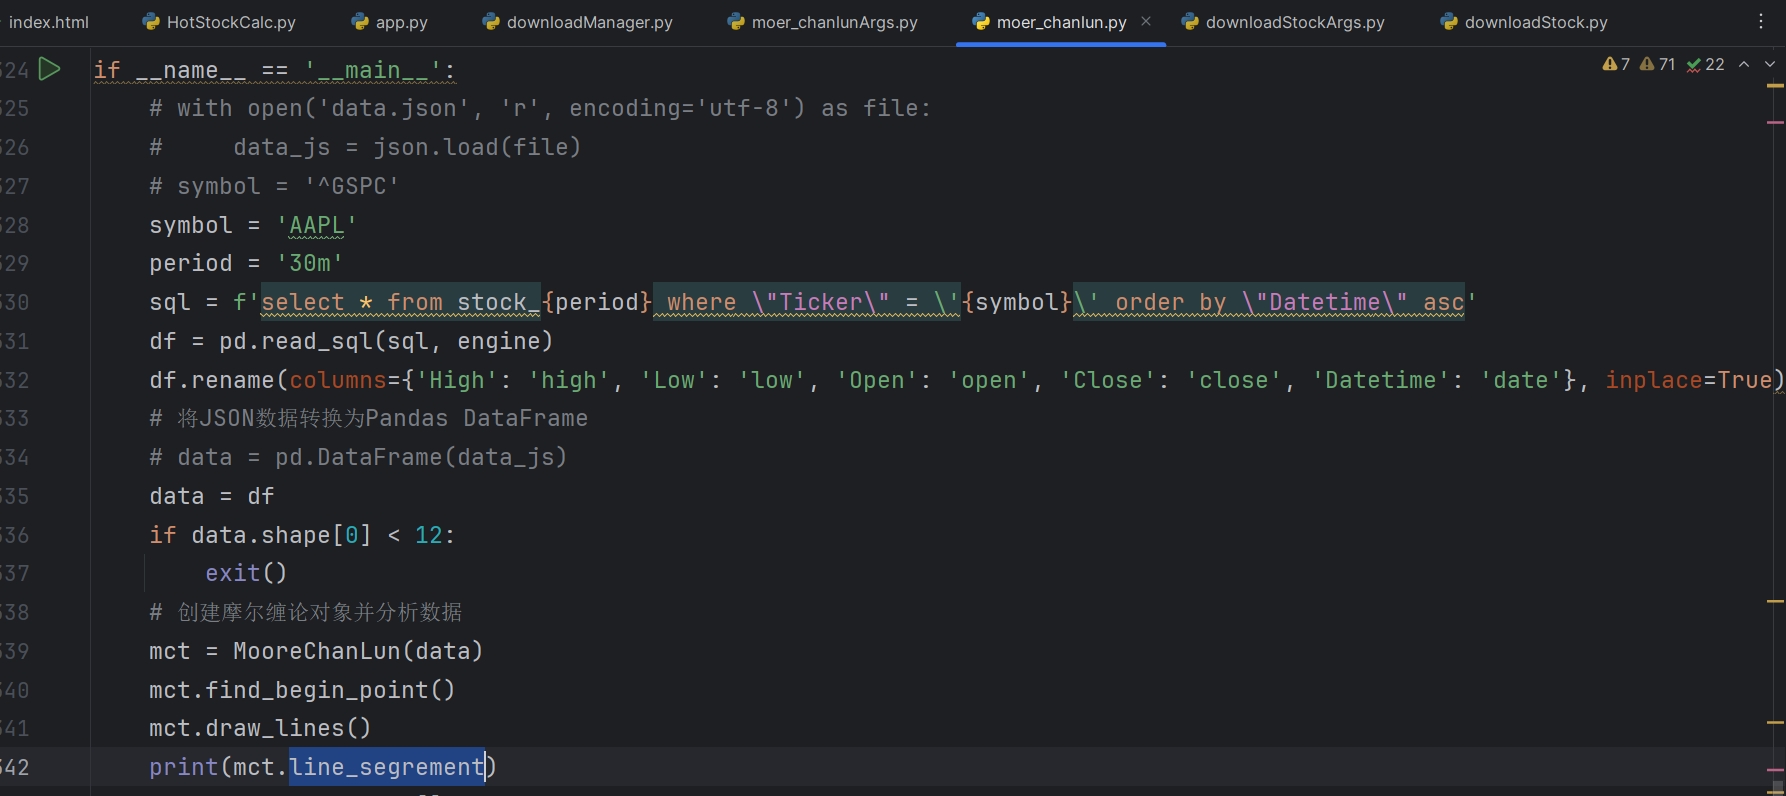 index.html HotStockCalc.py app.py downloadManager.py moer_chanlunArgs.py moer_chanlun.py × downloadStockArgs.py downloadStock.py
24 if __name__ == '__main__': 7 71 22
25 # with open('data.json', 'r', encoding='utf-8') as file:
26 #     data_js = json.load(file)
27 # symbol = '^GSPC'
28 symbol = 'AAPL'
29 period = '30m'
30 sql = f'select * from stock_{period} where \"Ticker\" = \'{symbol}\' order by \"Datetime\" asc'
31 df = pd.read_sql(sql, engine)
32 df.rename(columns={'High': 'high', 'Low': 'low', 'Open': 'open', 'Close': 'close', 'Datetime': 'date'}, inplace=True)
33 # 将JSON数据转换为Pandas DataFrame
34 # data = pd.DataFrame(data_js)
35 data = df
36 if data.shape[0] < 12:
37 exit()
38 # 创建摩尔缠论对象并分析数据
39 mct = MooreChanLun(data)
40 mct.find_begin_point()
41 mct.draw_lines()
342 print(mct.line_segrement)